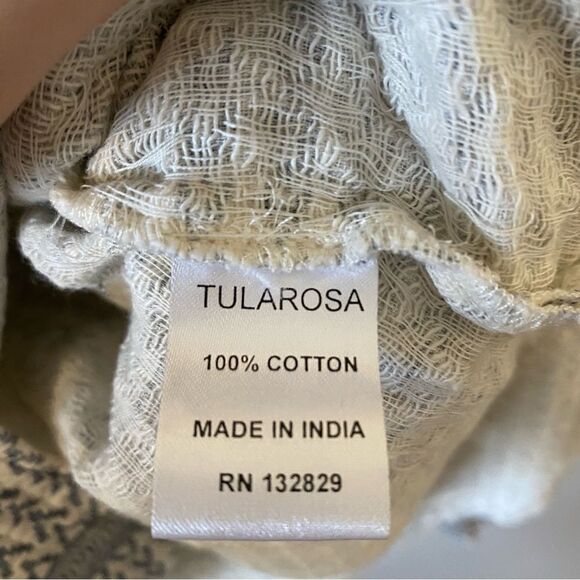 TULAROSA
100% COTTON
MADE IN INDIA
RN 132829